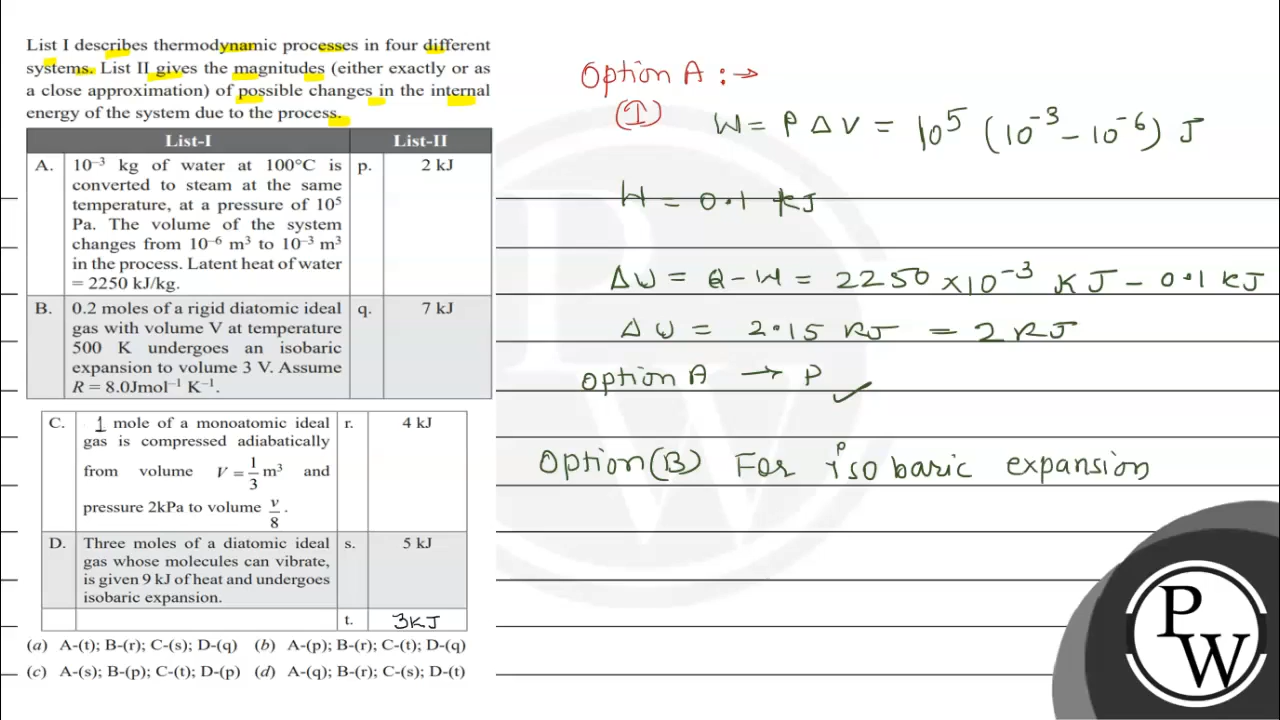 List I describes thermodynamic processes in four different
systems. List II gives the magnitudes (either exactly or as
a close approximation) of possible changes in the internal
energy of the system due to the process.
List-I List-II
A. 10⁻³ kg of water at 100°C is p. 2 kJ
converted to steam at the same
temperature, at a pressure of 10⁵
Pa. The volume of the system
changes from 10⁻⁶ m³ to 10⁻³ m³
in the process. Latent heat of water
= 2250 kJ/kg.
B. 0.2 moles of a rigid diatomic ideal q. 7 kJ
gas with volume V at temperature
500 K undergoes an isobaric
expansion to volume 3 V. Assume
R = 8.0Jmol⁻¹ K⁻¹.
C. 1 mole of a monoatomic ideal r. 4 kJ
gas is compressed adiabatically
from volume V = 1/3 m³ and
pressure 2kPa to volume v/8.
D. Three moles of a diatomic ideal s. 5 kJ
gas whose molecules can vibrate,
is given 9 kJ of heat and undergoes
isobaric expansion.
t. 3KJ
(a) A-(t); B-(r); C-(s); D-(q) (b) A-(p); B-(r); C-(t); D-(q)
(c) A-(s); B-(p); C-(t); D-(p) (d) A-(q); B-(r); C-(s); D-(t)
Option A :→
(I)
W = P ΔV = 10⁵ (10⁻³ − 10⁻⁶) J
W = 0.1 kJ
ΔU = Q − W = 2250 × 10⁻³ KJ − 0.1 KJ
ΔU = 2.15 KJ = 2 KJ
Option A → P ✓
Option (B) For isobaric expansion
P
PW